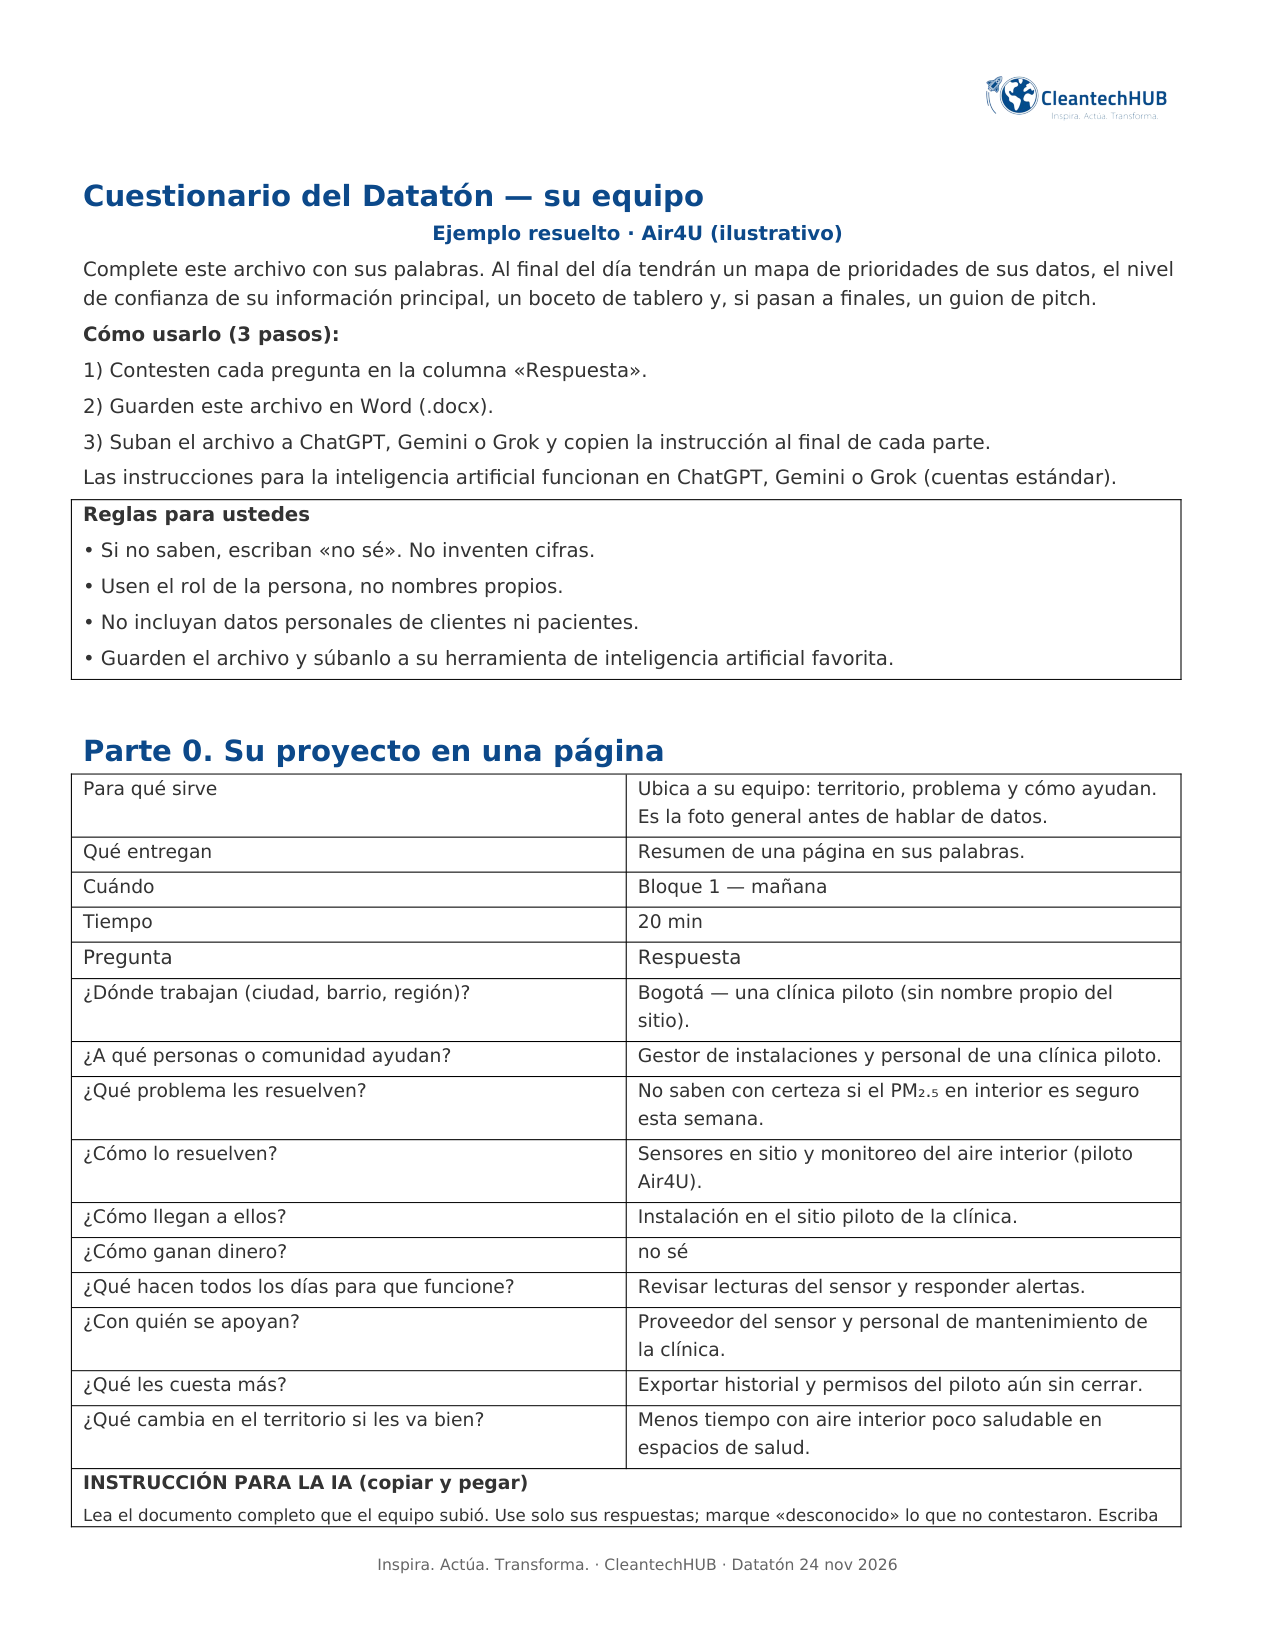 CleantechHUB
Inspira. Actúa. Transforma.
Cuestionario del Datatón — su equipo
Ejemplo resuelto · Air4U (ilustrativo)
Complete este archivo con sus palabras. Al final del día tendrán un mapa de prioridades de sus datos, el nivel
de confianza de su información principal, un boceto de tablero y, si pasan a finales, un guion de pitch.
Cómo usarlo (3 pasos):
1) Contesten cada pregunta en la columna «Respuesta».
2) Guarden este archivo en Word (.docx).
3) Suban el archivo a ChatGPT, Gemini o Grok y copien la instrucción al final de cada parte.
Las instrucciones para la inteligencia artificial funcionan en ChatGPT, Gemini o Grok (cuentas estándar).
Reglas para ustedes
• Si no saben, escriban «no sé». No inventen cifras.
• Usen el rol de la persona, no nombres propios.
• No incluyan datos personales de clientes ni pacientes.
• Guarden el archivo y súbanlo a su herramienta de inteligencia artificial favorita.
Parte 0. Su proyecto en una página
Para qué sirve
Ubica a su equipo: territorio, problema y cómo ayudan.
Es la foto general antes de hablar de datos.
Qué entregan
Resumen de una página en sus palabras.
Cuándo
Bloque 1 — mañana
Tiempo
20 min
Pregunta
Respuesta
¿Dónde trabajan (ciudad, barrio, región)?
Bogotá — una clínica piloto (sin nombre propio del
sitio).
¿A qué personas o comunidad ayudan?
Gestor de instalaciones y personal de una clínica piloto.
¿Qué problema les resuelven?
No saben con certeza si el PM₂.₅ en interior es seguro
esta semana.
¿Cómo lo resuelven?
Sensores en sitio y monitoreo del aire interior (piloto
Air4U).
¿Cómo llegan a ellos?
Instalación en el sitio piloto de la clínica.
¿Cómo ganan dinero?
no sé
¿Qué hacen todos los días para que funcione?
Revisar lecturas del sensor y responder alertas.
¿Con quién se apoyan?
Proveedor del sensor y personal de mantenimiento de
la clínica.
¿Qué les cuesta más?
Exportar historial y permisos del piloto aún sin cerrar.
¿Qué cambia en el territorio si les va bien?
Menos tiempo con aire interior poco saludable en
espacios de salud.
INSTRUCCIÓN PARA LA IA (copiar y pegar)
Lea el documento completo que el equipo subió. Use solo sus respuestas; marque «desconocido» lo que no contestaron. Escriba
Inspira. Actúa. Transforma. · CleantechHUB · Datatón 24 nov 2026